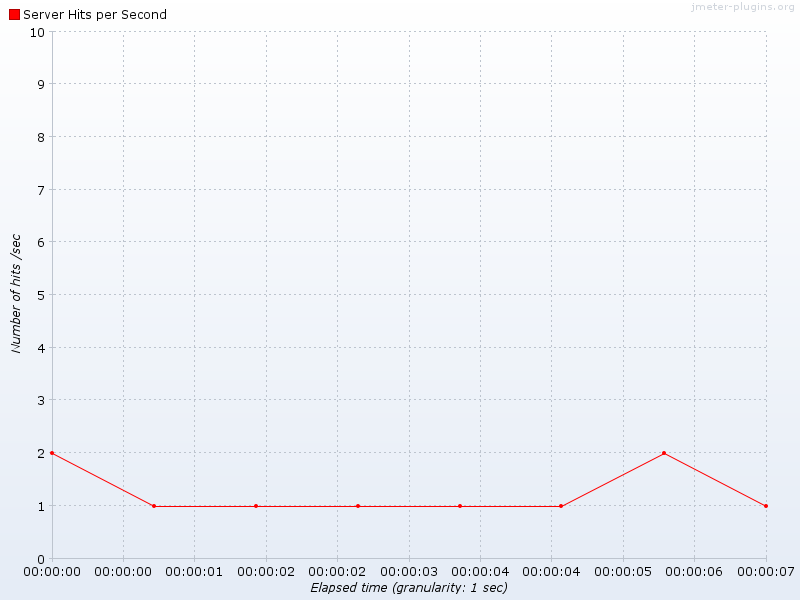 jmeter-plugins.org
Server Hits per Second
10
9
8
7
6
5
4
3
2
1
0
Number of hits /sec
00:00:00 00:00:00 00:00:01 00:00:02 00:00:02 00:00:03 00:00:04 00:00:04 00:00:05 00:00:06 00:00:07
Elapsed time (granularity: 1 sec)